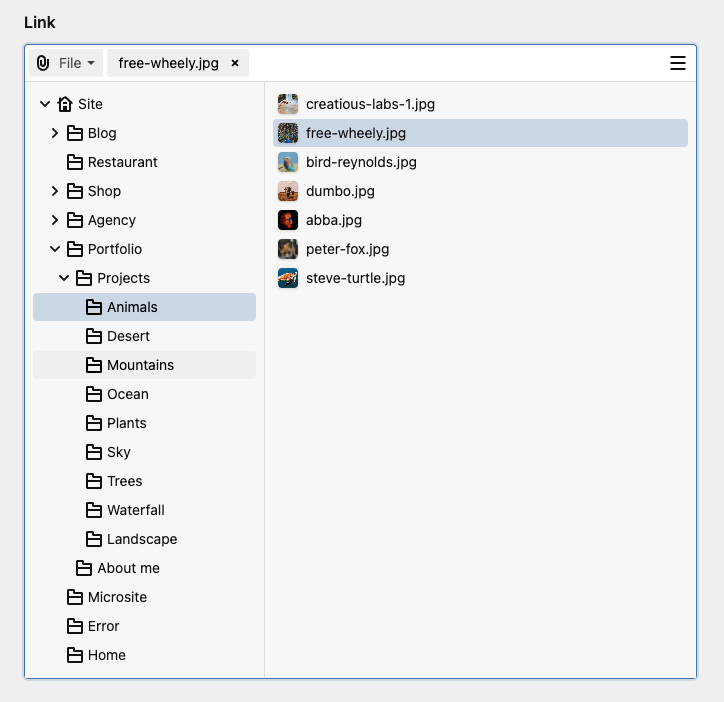 Link
File
free-wheely.jpg ×
Site
Blog
Restaurant
Shop
Agency
Portfolio
Projects
Animals
Desert
Mountains
Ocean
Plants
Sky
Trees
Waterfall
Landscape
About me
Microsite
Error
Home
creatious-labs-1.jpg
free-wheely.jpg
bird-reynolds.jpg
dumbo.jpg
abba.jpg
peter-fox.jpg
steve-turtle.jpg